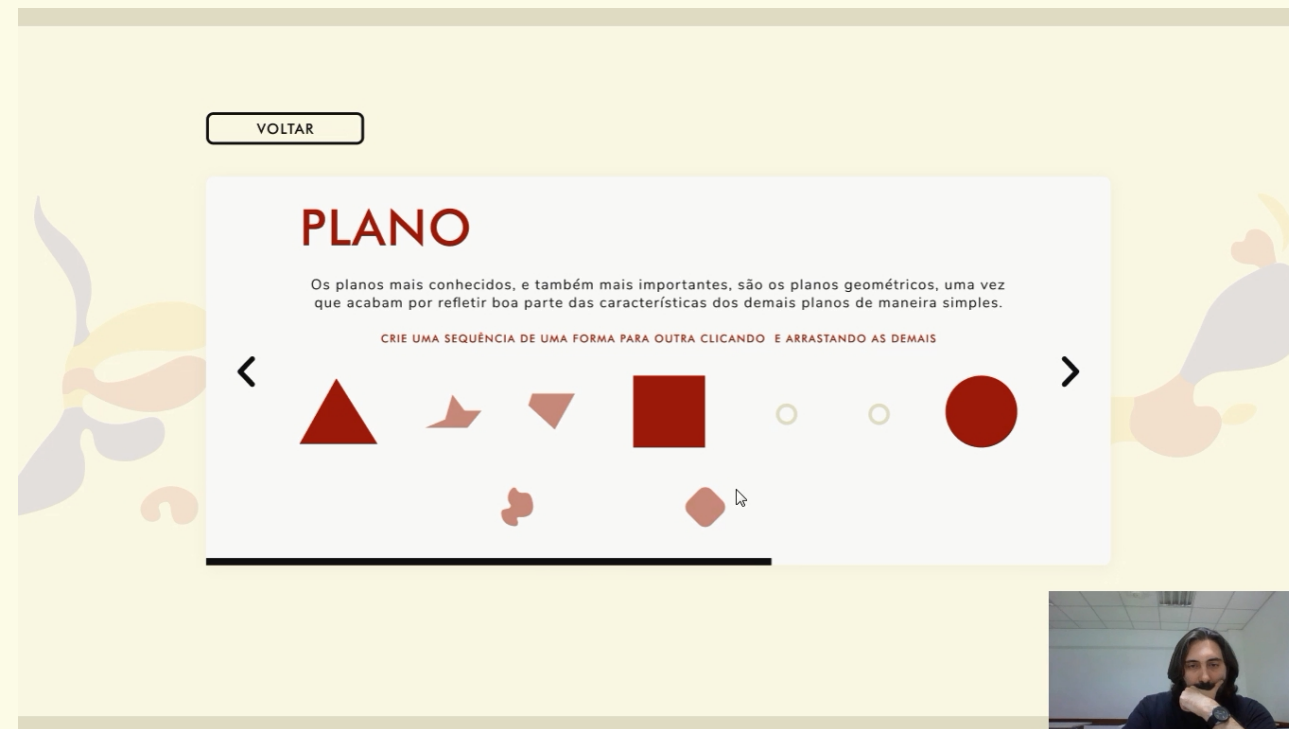 VOLTAR
PLANO
Os planos mais conhecidos, e também mais importantes, são os planos geométricos, uma vez
que acabam por refletir boa parte das características dos demais planos de maneira simples.
CRIE UMA SEQUÊNCIA DE UMA FORMA PARA OUTRA CLICANDO E ARRASTANDO AS DEMAIS